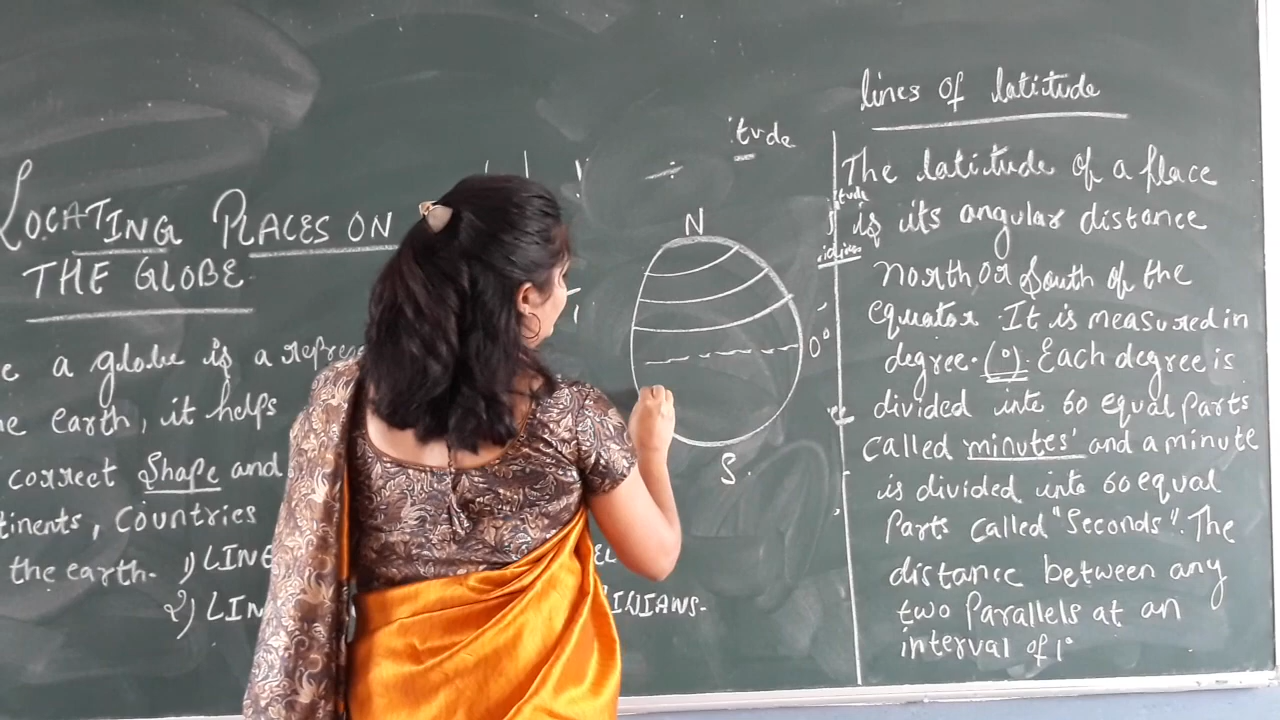 LOCATING PLACES ON
THE GLOBE.
e a globe is a repres
e earth, it helps
correct Shape and
tinents, Countries
the earth. 1) LINE
2) LIN
IDIANS.
itude
N
0°
S.
lines of latitude
The latitude of a place
is its angular distance
north or South of the
equator. It is measured in
degree. (°). Each degree is
divided into 60 equal Parts
called minutes' and a minute
is divided into 60 equal
Parts called "Seconds". The
distance between any
two Parallels at an
interval of 1°